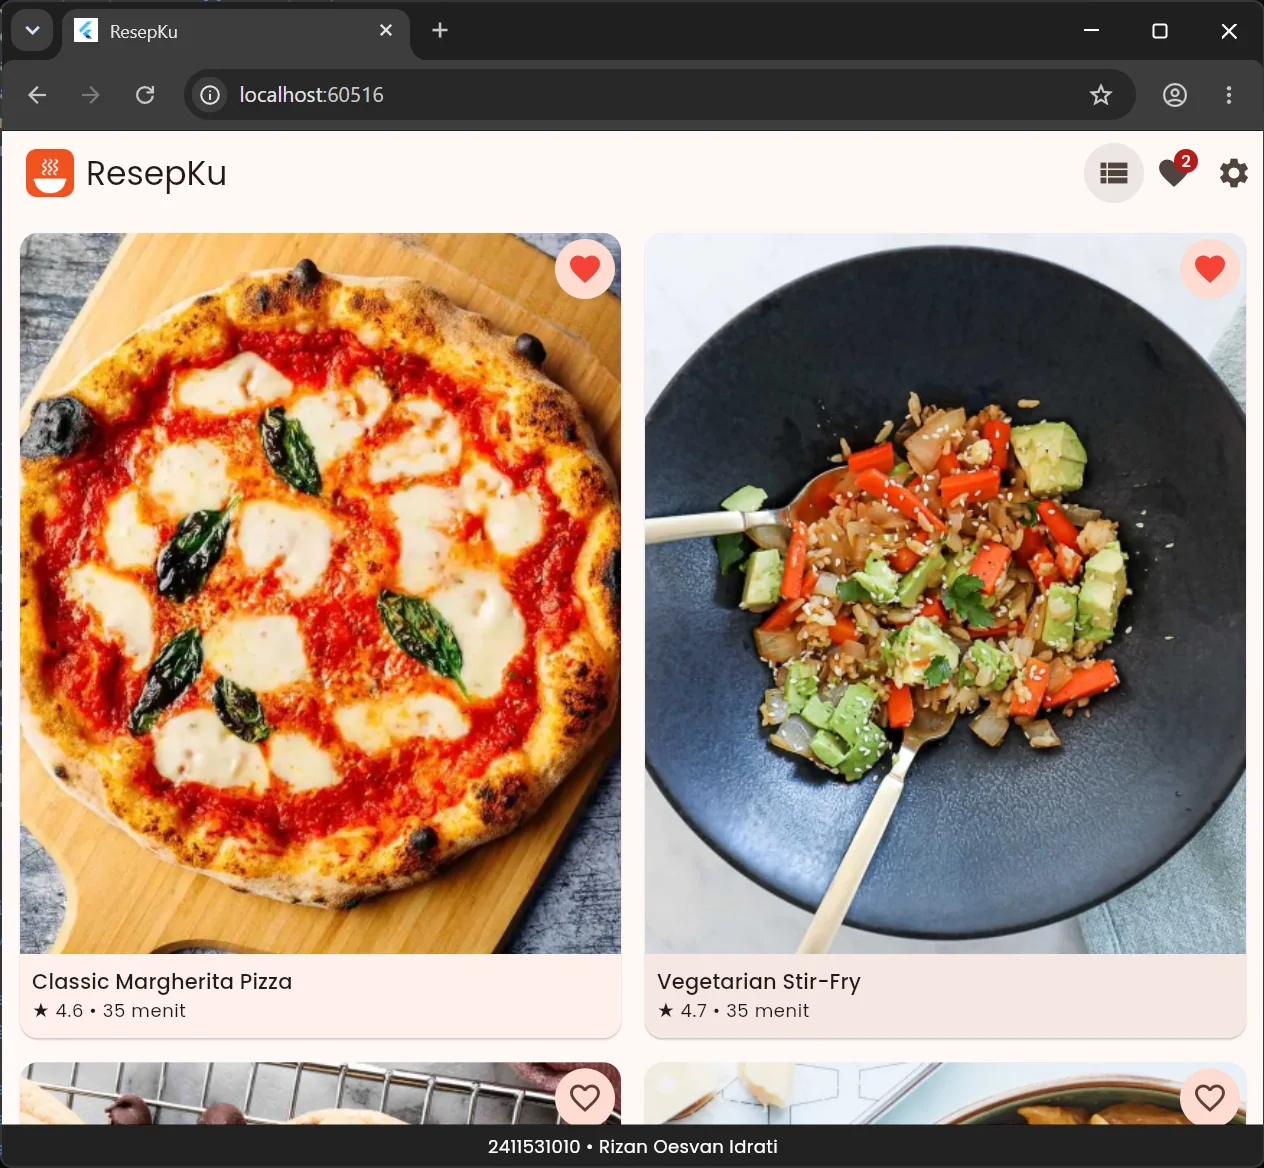 ResepKu
localhost:60516
ResepKu
2
Classic Margherita Pizza
★ 4.6 • 35 menit
Vegetarian Stir-Fry
★ 4.7 • 35 menit
2411531010 • Rizan Oesvan Idrati